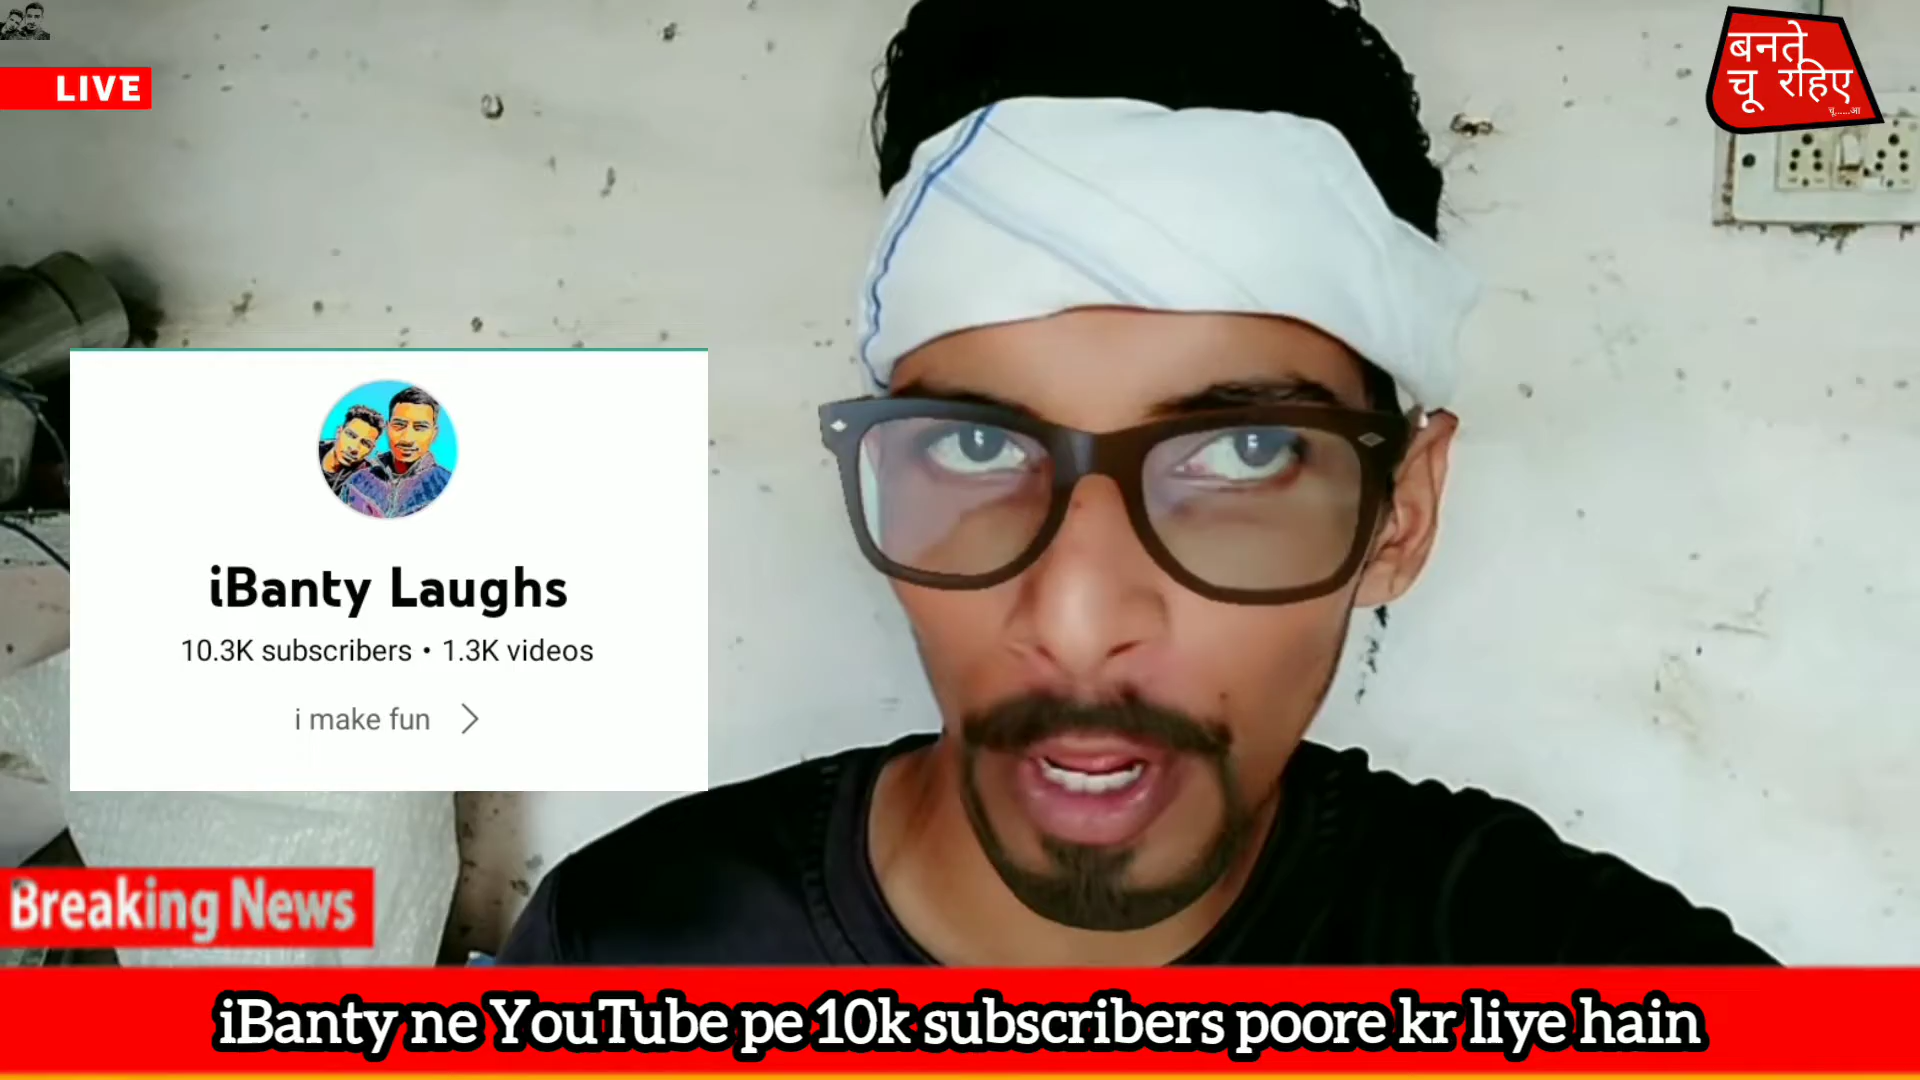 LIVE
बनते
चू रहिए
चू......आ
iBanty Laughs
10.3K subscribers • 1.3K videos
i make fun
Breaking News
iBanty ne YouTube pe 10k subscribers poore kr liye hain